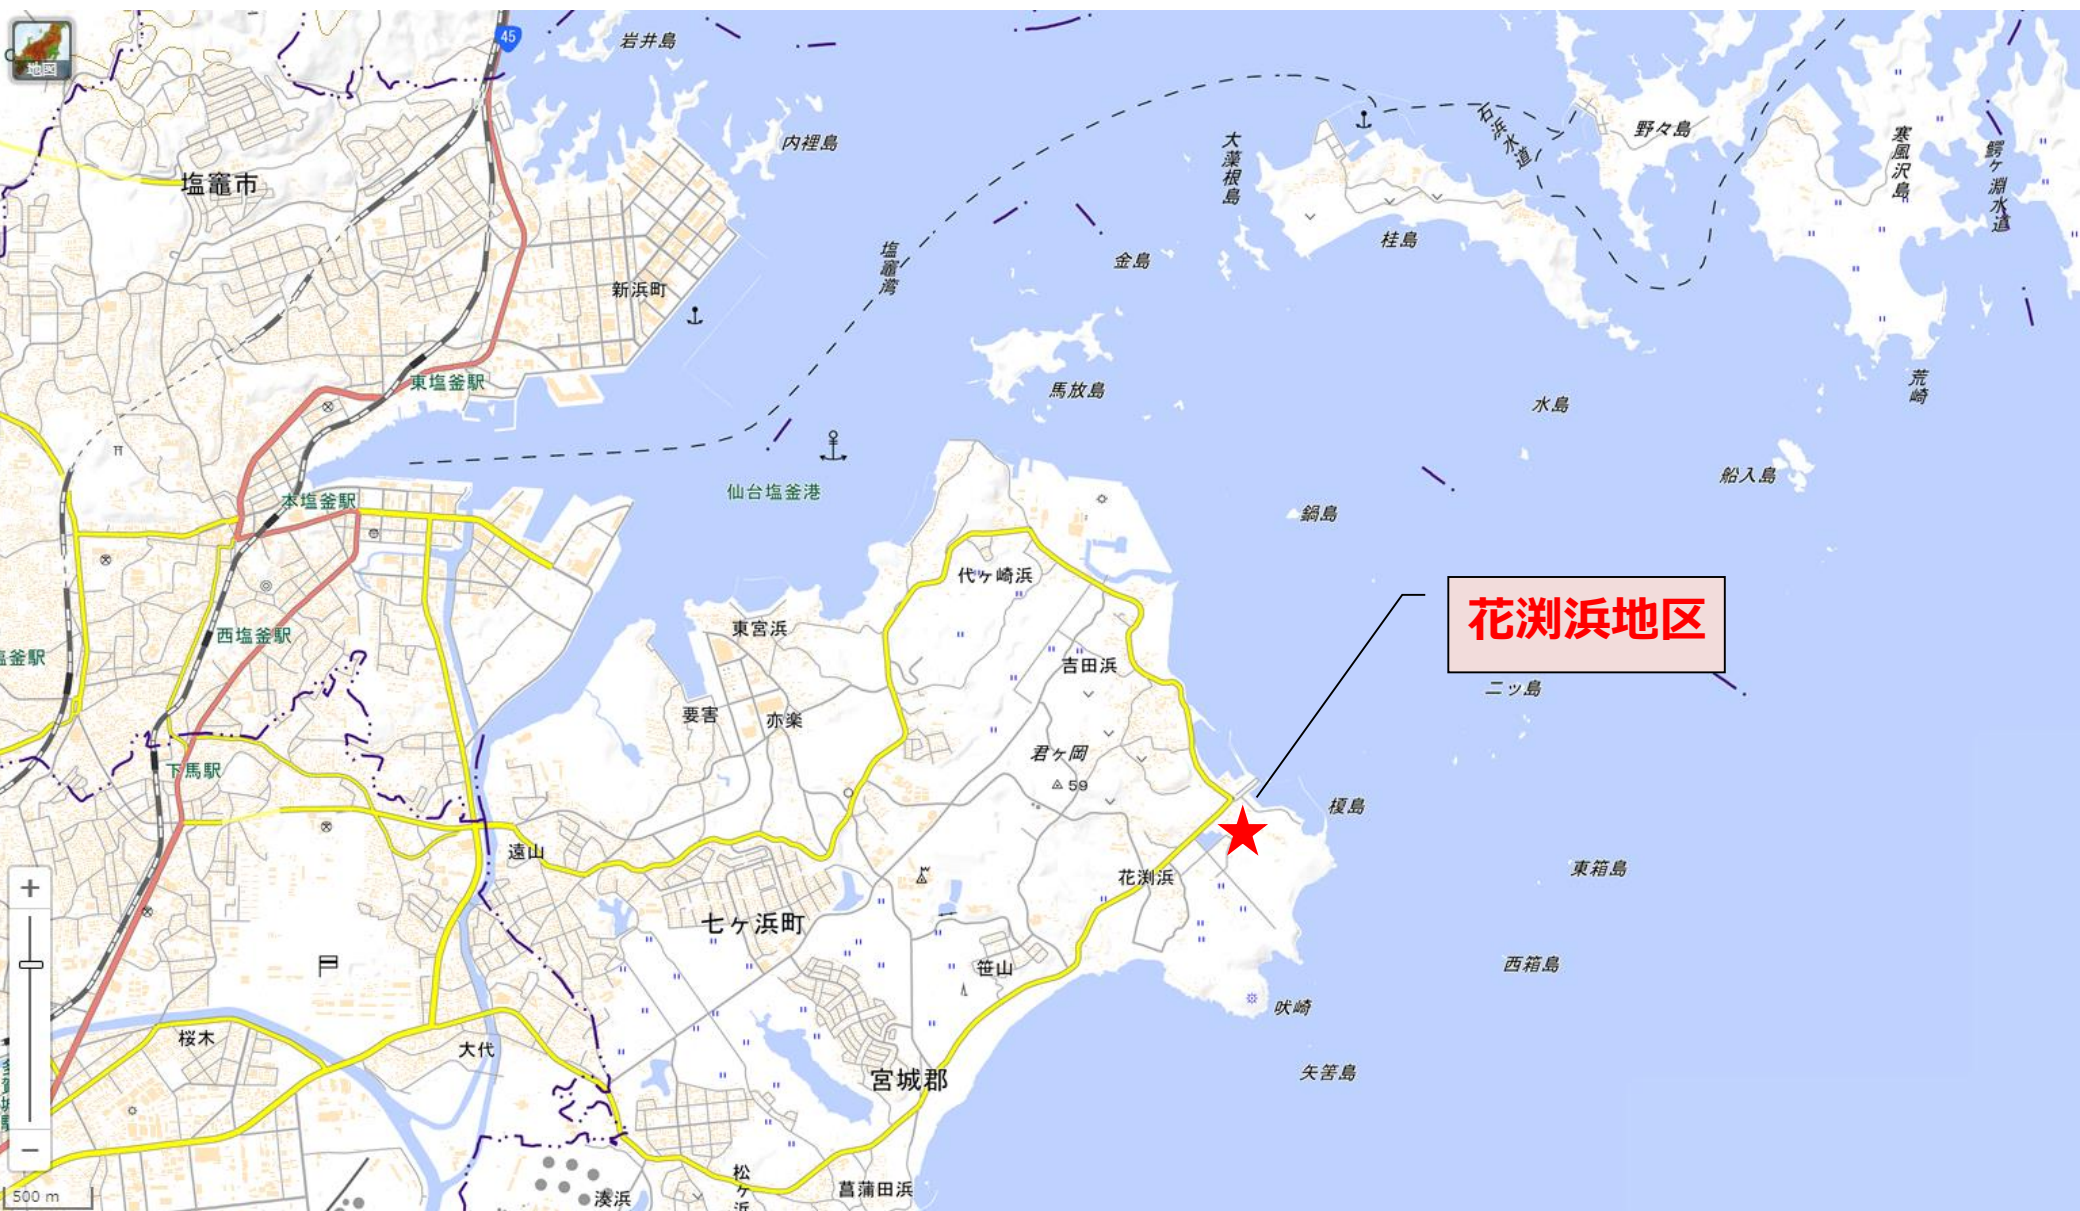 地図
45
岩井島
内裡島
大藻根島
石浜水道
野々島
寒風沢島
鰐ヶ淵水道
塩竈市
塩竈湾
金島
桂島
新浜町
馬放島
東塩釜駅
水島
荒崎
船入島
本塩釜駅
仙台塩釜港
鍋島
代ヶ崎浜
花渕浜地区
東宮浜
西塩釜駅
塩釜駅
吉田浜
二ッ島
要害
亦楽
君ヶ岡
下馬駅
59
榎島
遠山
花渕浜
東箱島
七ヶ浜町
笹山
西箱島
吠崎
桜木
大代
矢筈島
宮城郡
松ヶ浜
菖蒲田浜
湊浜
500 m